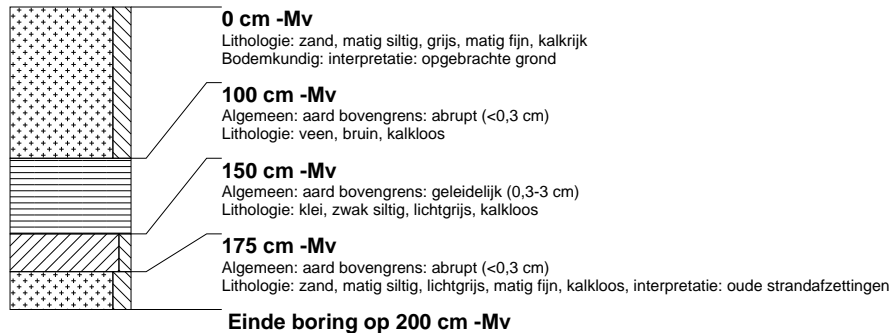 0 cm -Mv
Lithologie: zand, matig siltig, grijs, matig fijn, kalkrijk
Bodemkundig: interpretatie: opgebrachte grond
100 cm -Mv
Algemeen: aard bovengrens: abrupt (<0,3 cm)
Lithologie: veen, bruin, kalkloos
150 cm -Mv
Algemeen: aard bovengrens: geleidelijk (0,3-3 cm)
Lithologie: klei, zwak siltig, lichtgrijs, kalkloos
175 cm -Mv
Algemeen: aard bovengrens: abrupt (<0,3 cm)
Lithologie: zand, matig siltig, lichtgrijs, matig fijn, kalkloos, interpretatie: oude strandafzettingen
Einde boring op 200 cm -Mv